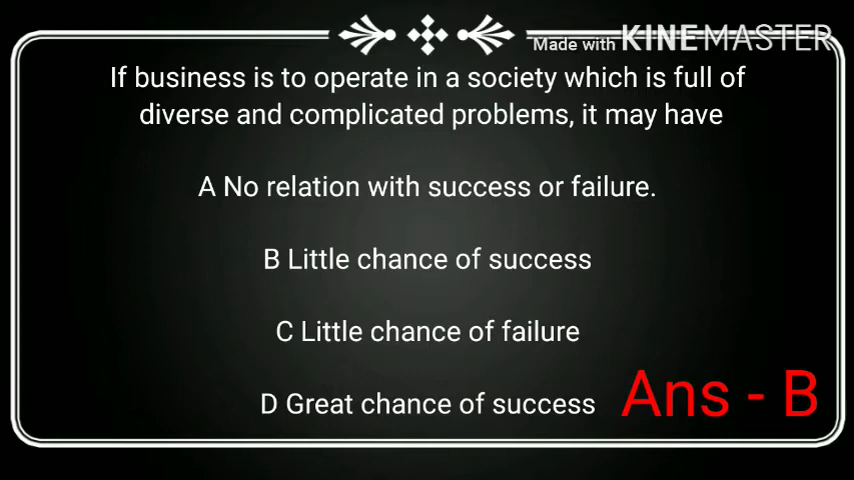 Made with KINEMASTER
If business is to operate in a society which is full of
diverse and complicated problems, it may have
A No relation with success or failure.
B Little chance of success
C Little chance of failure
D Great chance of success
Ans - B